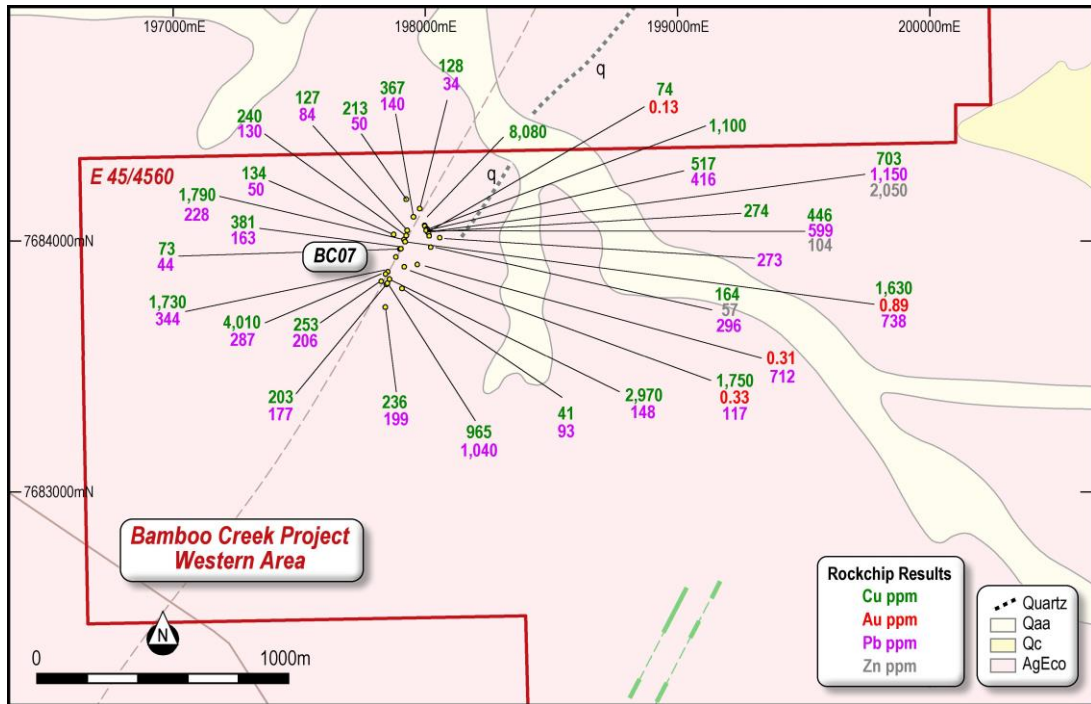 197000mE
198000mE
199000mE
200000mE
q
128
34
367
140
127
84
213
50
240
130
74
0.13
8,080
1,100
E 45/4560
q
134
50
517
416
703
1,150
2,050
1,790
228
274
446
599
104
381
163
7684000mN
73
44
BC07
273
1,730
344
4,010
287
253
206
164
57
296
1,630
0.89
738
0.31
712
203
177
236
199
965
1,040
41
93
2,970
148
1,750
0.33
117
7683000mN
Bamboo Creek Project
Western Area
N
0
1000m
Rockchip Results
Cu ppm
Au ppm
Pb ppm
Zn ppm
Quartz
Qaa
Qc
AgEco